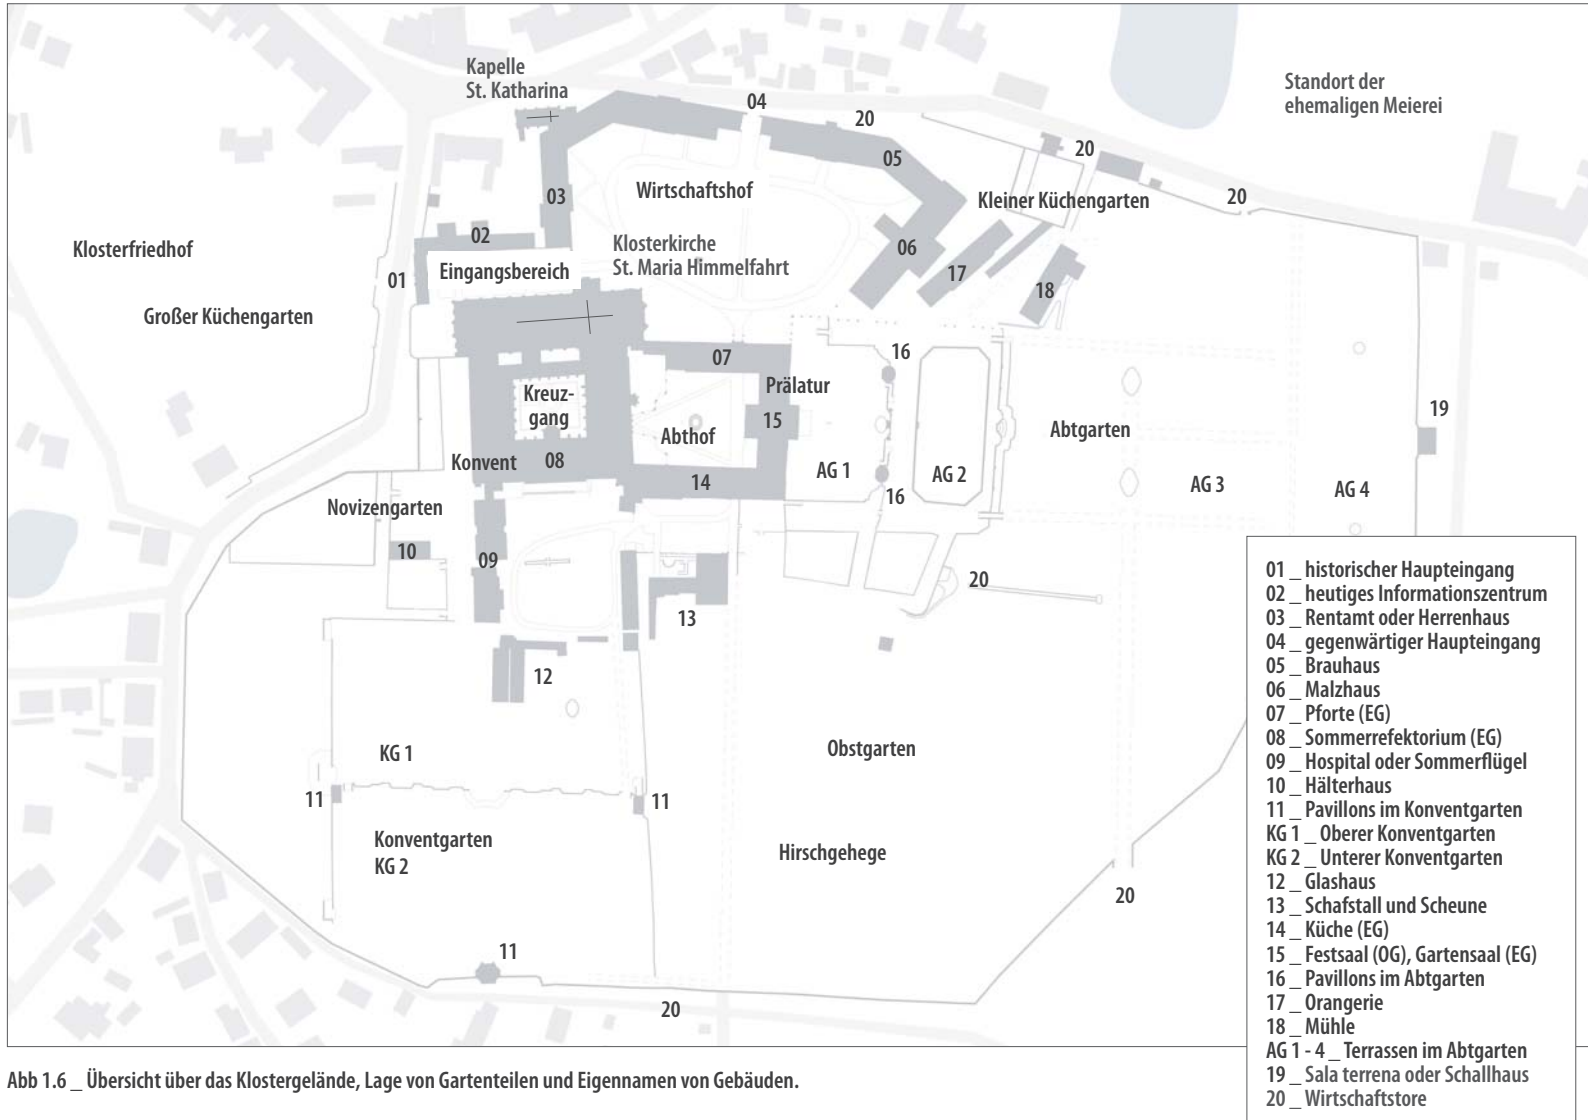 Kapelle
St. Katharina
04
20
Standort der
ehemaligen Meierei
05
20
03
Wirtschaftshof
Kleiner Küchengarten
20
02
Klosterfriedhof
Klosterkirche
St. Maria Himmelfahrt
06
01
Eingangsbereich
17
18
Großer Küchengarten
07
16
Prälatur
Kreuz-
gang
15
19
Abthof
Abtgarten
Konvent
08
AG 1
AG 2
14
16
AG 3
AG 4
Novizengarten
10
09
20
13
12
KG 1
Obstgarten
11
11
Konventgarten
KG 2
Hirschgehege
20
11
20
01 _ historischer Haupteingang
02 _ heutiges Informationszentrum
03 _ Rentamt oder Herrenhaus
04 _ gegenwärtiger Haupteingang
05 _ Brauhaus
06 _ Malzhaus
07 _ Pforte (EG)
08 _ Sommerrefektorium (EG)
09 _ Hospital oder Sommerflügel
10 _ Hälterhaus
11 _ Pavillons im Konventgarten
KG 1 _ Oberer Konventgarten
KG 2 _ Unterer Konventgarten
12 _ Glashaus
13 _ Schafstall und Scheune
14 _ Küche (EG)
15 _ Festsaal (OG), Gartensaal (EG)
16 _ Pavillons im Abtgarten
17 _ Orangerie
18 _ Mühle
AG 1 - 4 _ Terrassen im Abtgarten
19 _ Sala terrena oder Schallhaus
20 _ Wirtschaftstore
Abb 1.6 _ Übersicht über das Klostergelände, Lage von Gartenteilen und Eigennamen von Gebäuden.